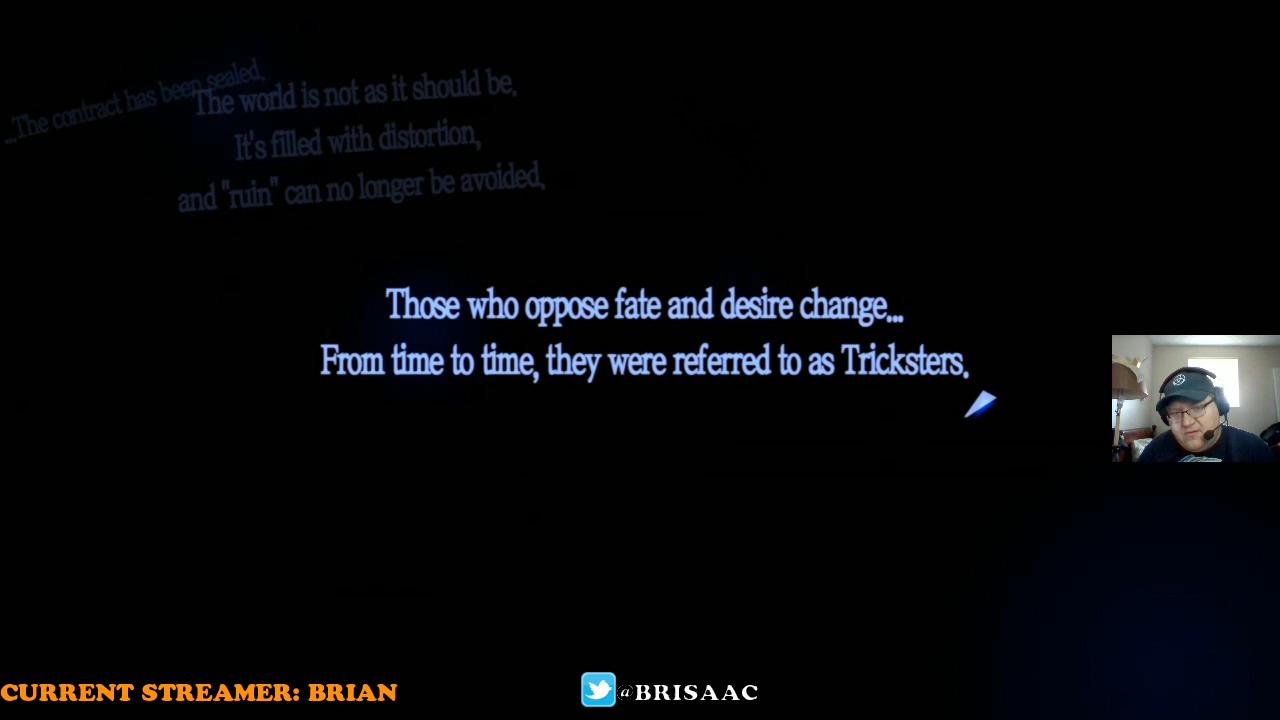 ...The contract has been sealed.
The world is not as it should be.
It's filled with distortion,
and "ruin" can no longer be avoided.
Those who oppose fate and desire change...
From time to time, they were referred to as Tricksters.
CURRENT STREAMER: BRIAN
@BRISAAC